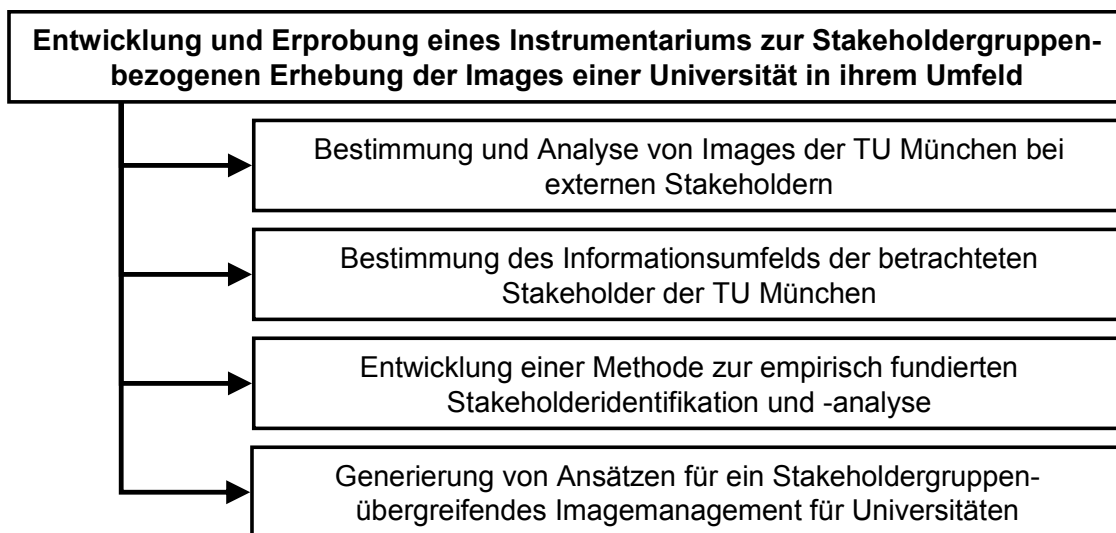 Entwicklung und Erprobung eines Instrumentariums zur Stakeholdergruppen-
bezogenen Erhebung der Images einer Universität in ihrem Umfeld
Bestimmung und Analyse von Images der TU München bei
externen Stakeholdern
Bestimmung des Informationsumfelds der betrachteten
Stakeholder der TU München
Entwicklung einer Methode zur empirisch fundierten
Stakeholderidentifikation und -analyse
Generierung von Ansätzen für ein Stakeholdergruppen-
übergreifendes Imagemanagement für Universitäten